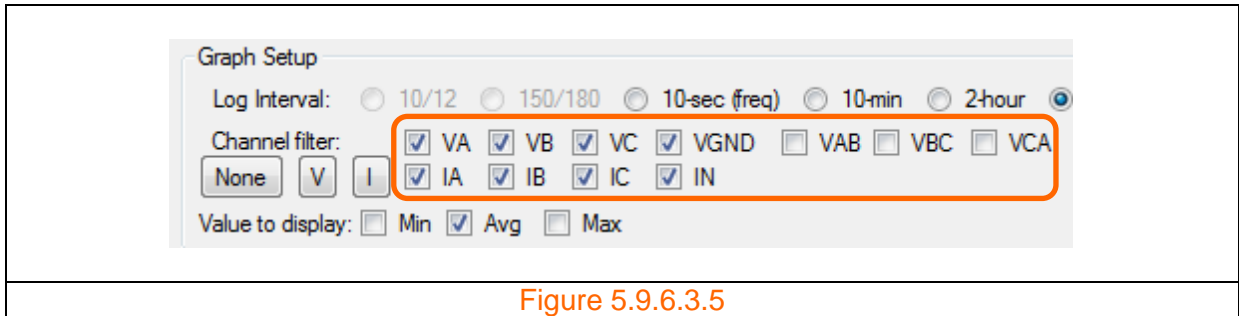 Graph Setup
Log Interval: 10/12 150/180 10-sec (freq) 10-min 2-hour
Channel filter: VA VB VC VGND VAB VBC VCA
None V I IA IB IC IN
Value to display: Min Avg Max
Figure 5.9.6.3.5